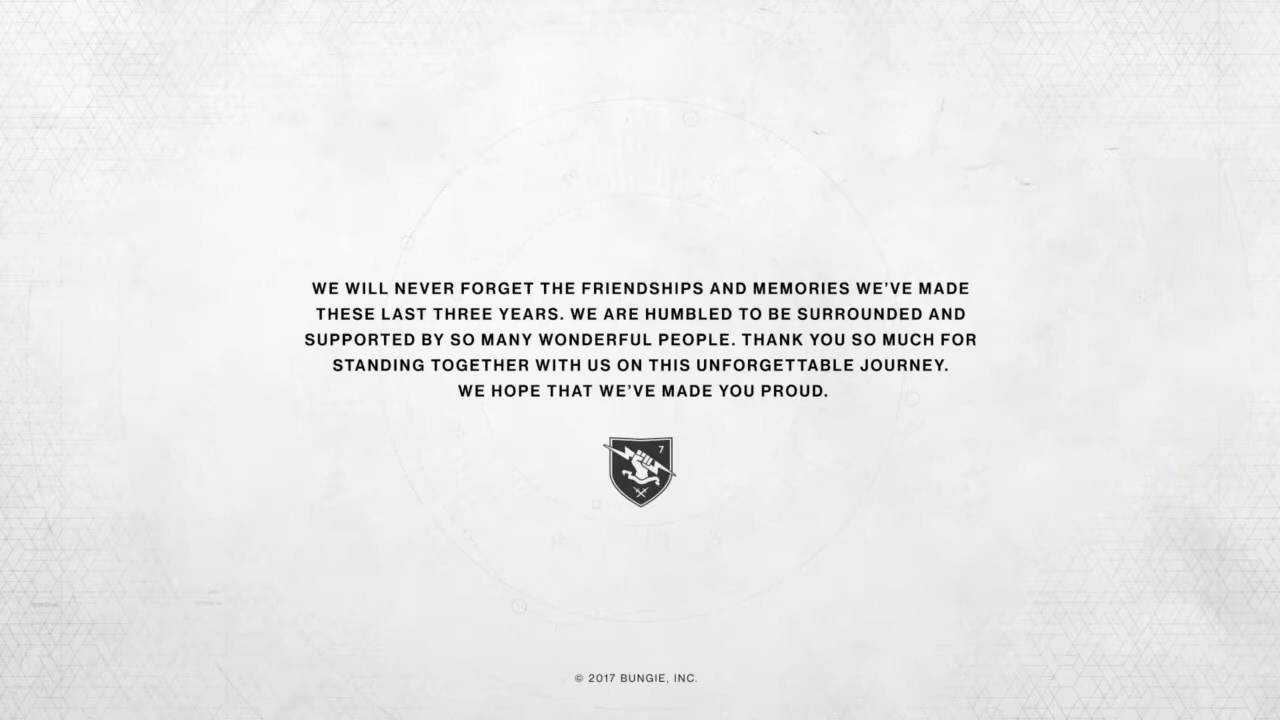 WE WILL NEVER FORGET THE FRIENDSHIPS AND MEMORIES WE’VE MADE
THESE LAST THREE YEARS. WE ARE HUMBLED TO BE SURROUNDED AND
SUPPORTED BY SO MANY WONDERFUL PEOPLE. THANK YOU SO MUCH FOR
STANDING TOGETHER WITH US ON THIS UNFORGETTABLE JOURNEY.
WE HOPE THAT WE’VE MADE YOU PROUD.
7
© 2017 BUNGIE, INC.